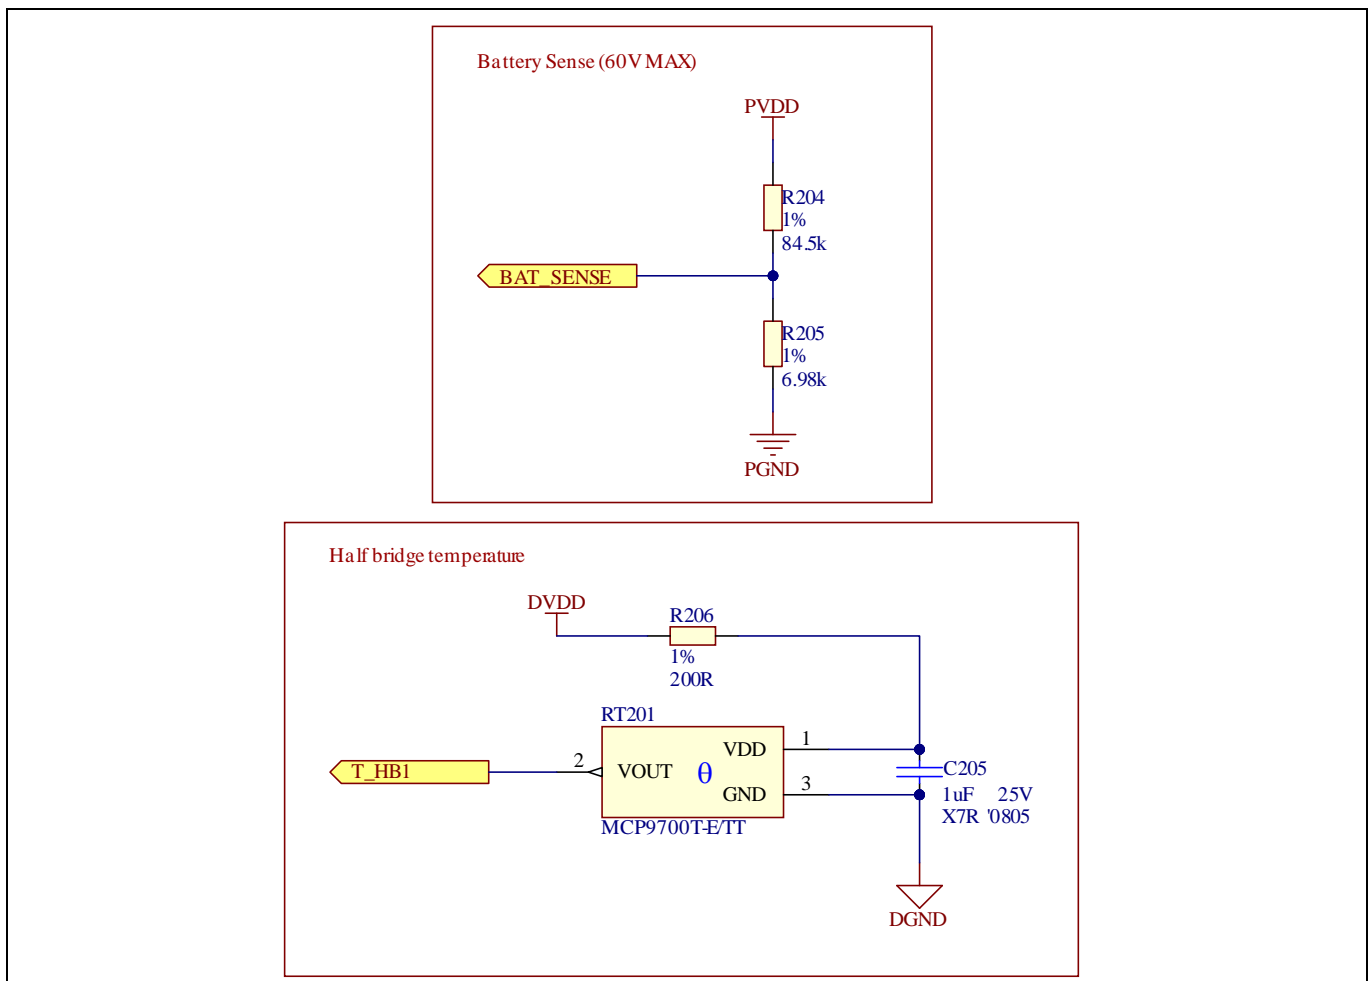 Battery Sense (60V MAX)
PVDD
R204
1%
84.5k
BAT_SENSE
R205
1%
6.98k
PGND
Half bridge temperature
DVDD
R206
1%
200R
RT201
VDD 1
T_HB1
2 VOUT θ
GND 3
MCP9700T-E/TT
C205
1uF 25V
X7R '0805
DGND